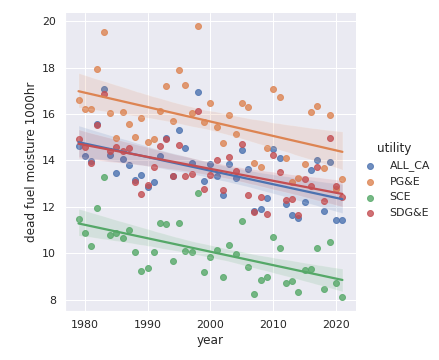 20
18
16
14
12
10
8
dead fuel moisture 1000hr
1980 1990 2000 2010 2020
year
utility
ALL_CA
PG&E
SCE
SDG&E